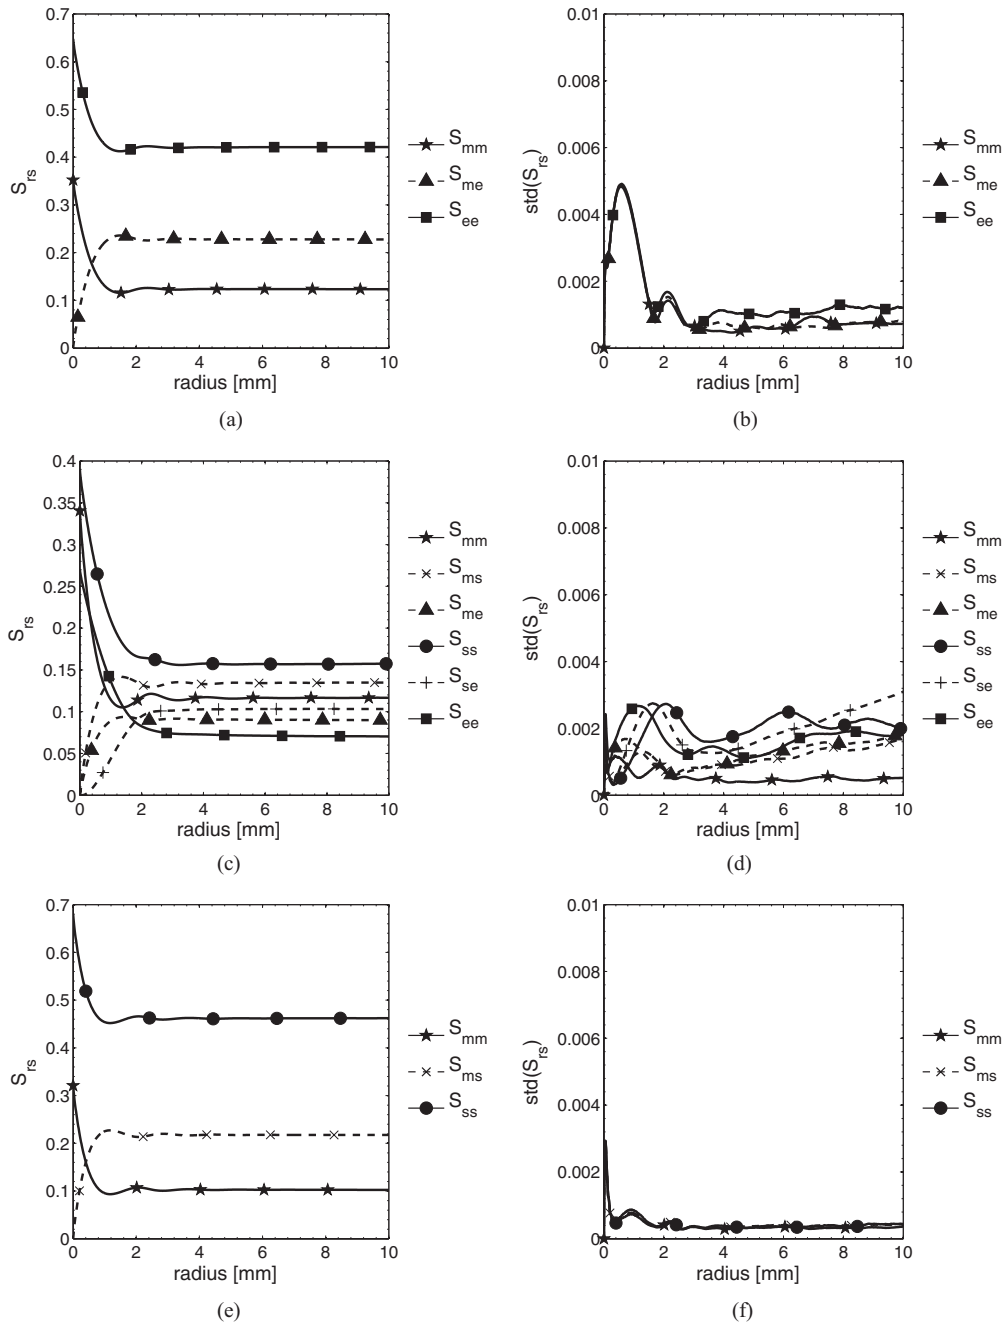 0.7
0.6
0.5
0.4
0.3
0.2
0.1
0
S_rs
0 2 4 6 8 10
radius [mm]
S_mm
S_me
S_ee
(a)
0.01
0.008
0.006
0.004
0.002
0
std(S_rs)
0 2 4 6 8 10
radius [mm]
S_mm
S_me
S_ee
(b)
0.4
0.35
0.3
0.25
0.2
0.15
0.1
0.05
0
S_rs
0 2 4 6 8 10
radius [mm]
S_mm
S_ms
S_me
S_ss
S_se
S_ee
(c)
0.01
0.008
0.006
0.004
0.002
0
std(S_rs)
0 2 4 6 8 10
radius [mm]
S_mm
S_ms
S_me
S_ss
S_se
S_ee
(d)
0.7
0.6
0.5
0.4
0.3
0.2
0.1
0
S_rs
0 2 4 6 8 10
radius [mm]
S_mm
S_ms
S_ss
(e)
0.01
0.008
0.006
0.004
0.002
0
std(S_rs)
0 2 4 6 8 10
radius [mm]
S_mm
S_ms
S_ss
(f)